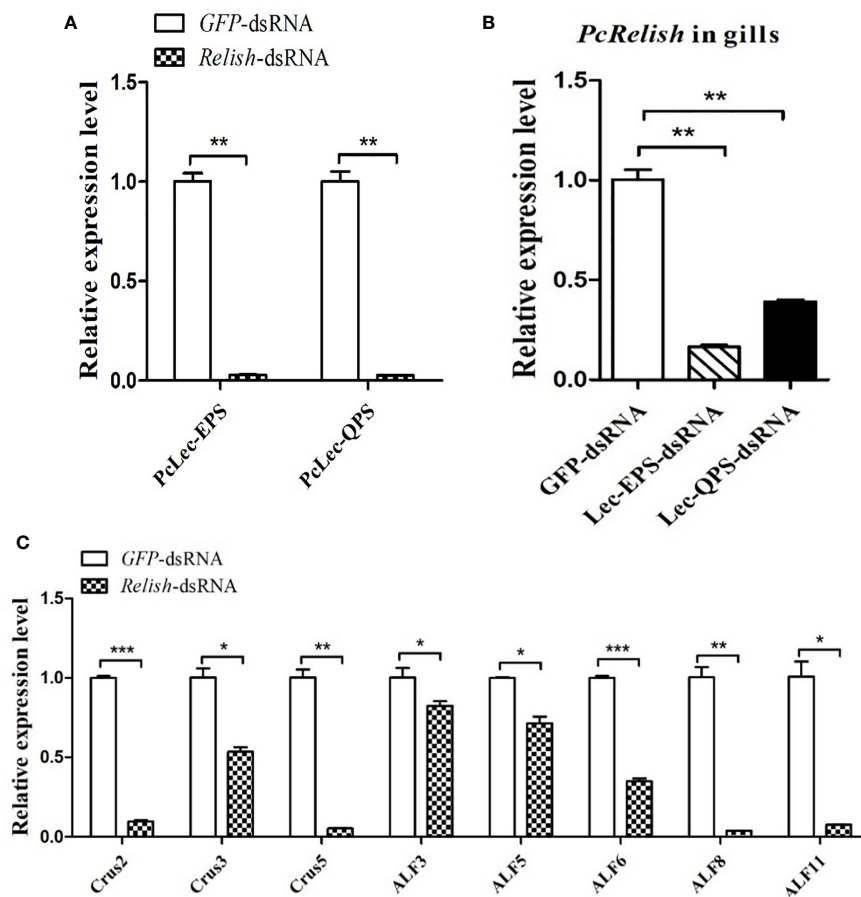 A
GFP-dsRNA
Relish-dsRNA
Relative expression level
1.5
1.0
0.5
0.0
**
**
PcLec-EPS
PcLec-QPS
B
PcRelish in gills
Relative expression level
1.5
1.0
0.5
0.0
**
**
GFP-dsRNA
Lec-EPS-dsRNA
Lec-QPS-dsRNA
C
GFP-dsRNA
Relish-dsRNA
Relative expression level
1.5
1.0
0.5
0.0
***
*
**
*
*
***
**
*
Crus2
Crus3
Crus5
ALF3
ALF5
ALF6
ALF8
ALF11